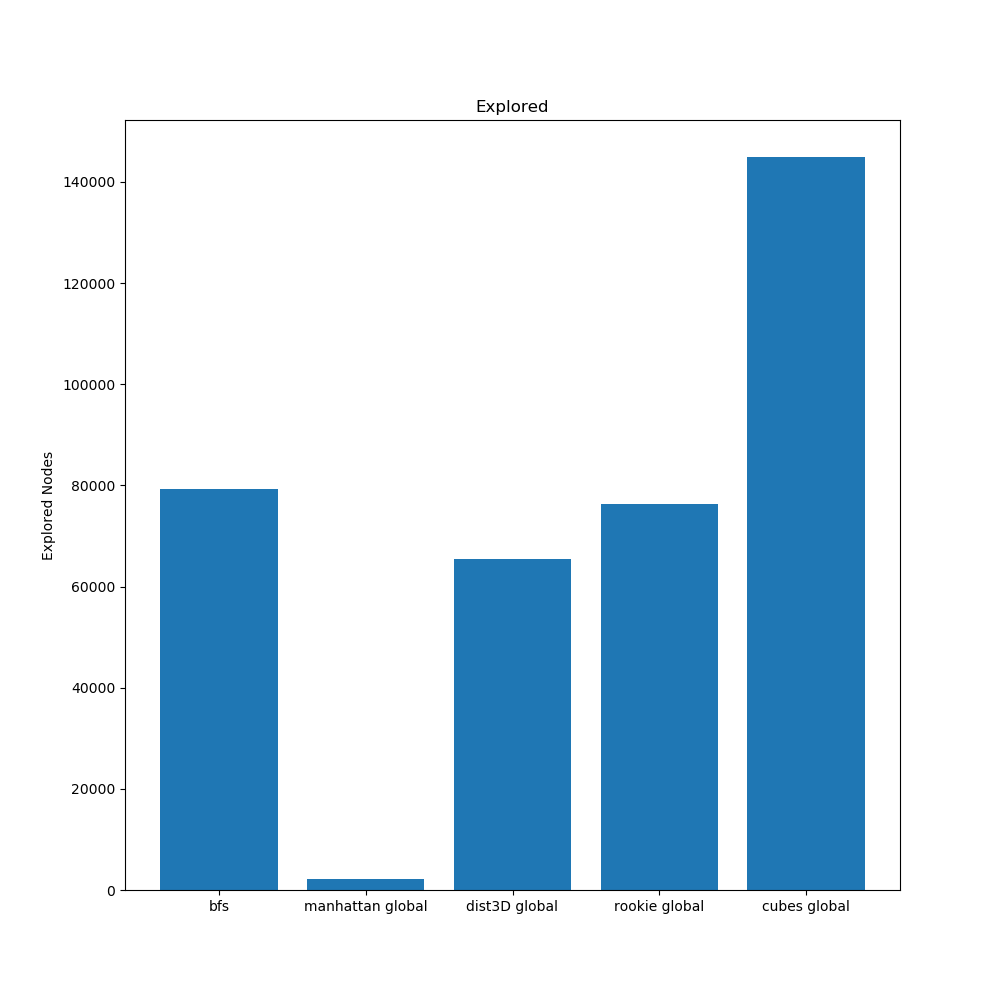 Explored
140000
120000
100000
80000
60000
40000
20000
0
Explored Nodes
bfs
manhattan global
dist3D global
rookie global
cubes global